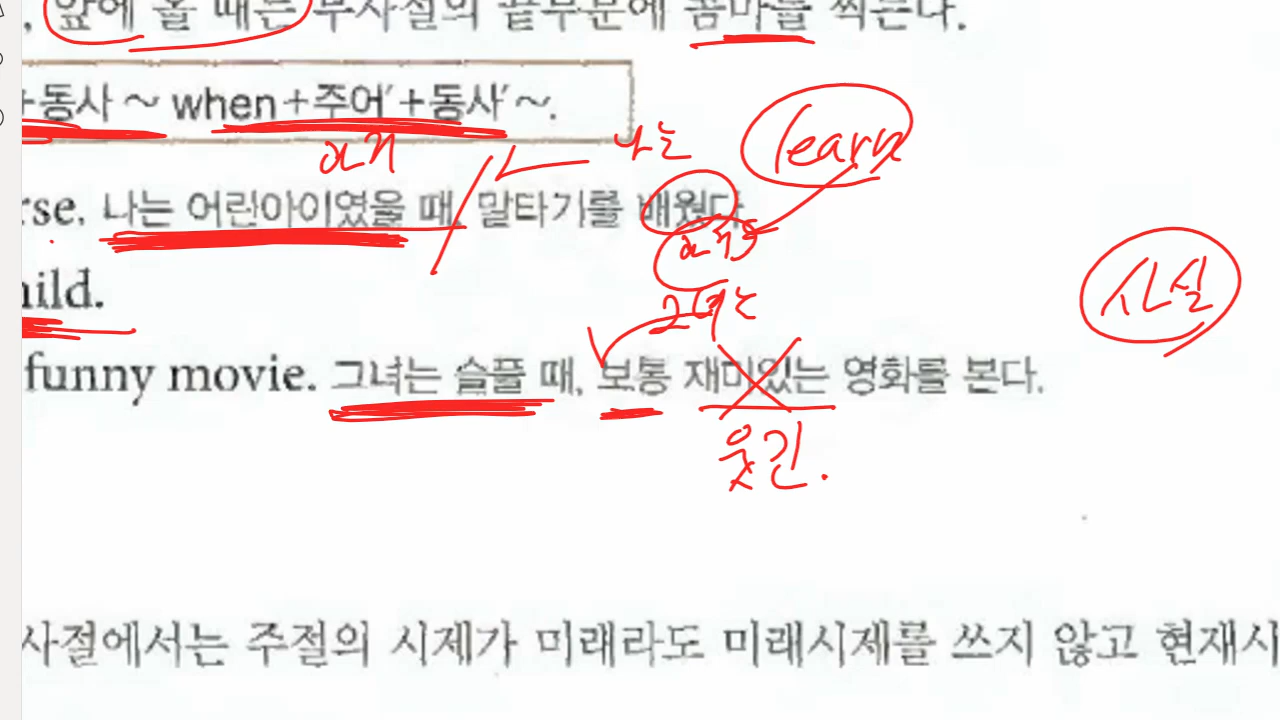 앞에 올 때는 부사절의 끝부분에 콤마를 찍는다.
+동사 ~ when+주어′+동사′~.
나는
learn
rse. 나는 어린아이였을 때, 말타기를 배웠다.
사실
ild.
그녀는
funny movie. 그녀는 슬플 때, 보통 재미있는 영화를 본다.
웃긴.
사절에서는 주절의 시제가 미래라도 미래시제를 쓰지 않고 현재시